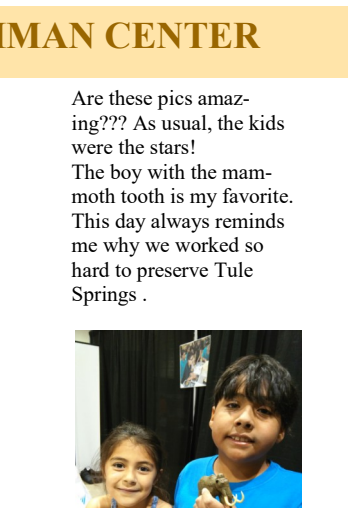 IMAN CENTER
Are these pics amaz-
ing??? As usual, the kids
were the stars!
The boy with the mam-
moth tooth is my favorite.
This day always reminds
me why we worked so
hard to preserve Tule
Springs .